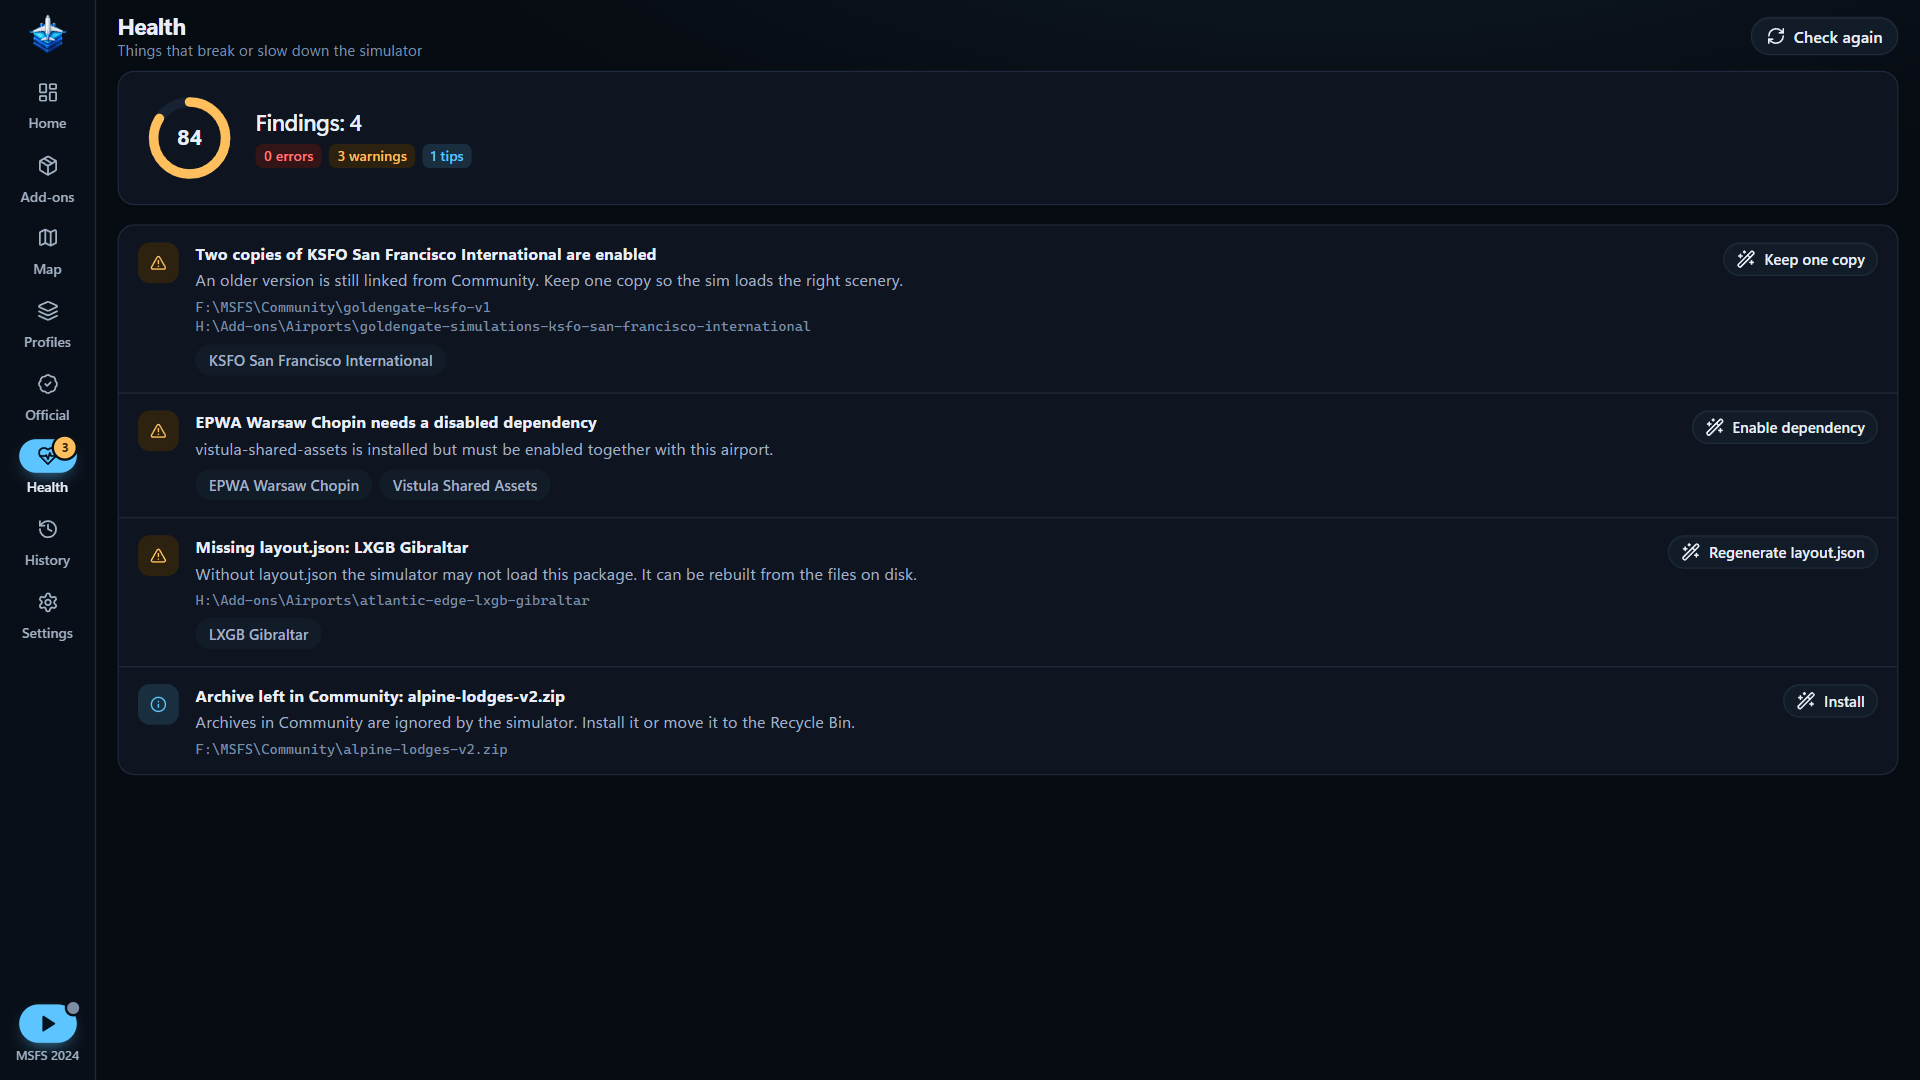 Health
Things that break or slow down the simulator
Check again
Home
Add-ons
Map
Profiles
Official
3
Health
History
Settings
MSFS 2024
84
Findings: 4
0 errors
3 warnings
1 tips
Two copies of KSFO San Francisco International are enabled
An older version is still linked from Community. Keep one copy so the sim loads the right scenery.
F:\MSFS\Community\goldengate-ksfo-v1
H:\Add-ons\Airports\goldengate-simulations-ksfo-san-francisco-international
KSFO San Francisco International
Keep one copy
EPWA Warsaw Chopin needs a disabled dependency
vistula-shared-assets is installed but must be enabled together with this airport.
EPWA Warsaw Chopin
Vistula Shared Assets
Enable dependency
Missing layout.json: LXGB Gibraltar
Without layout.json the simulator may not load this package. It can be rebuilt from the files on disk.
H:\Add-ons\Airports\atlantic-edge-lxgb-gibraltar
LXGB Gibraltar
Regenerate layout.json
Archive left in Community: alpine-lodges-v2.zip
Archives in Community are ignored by the simulator. Install it or move it to the Recycle Bin.
F:\MSFS\Community\alpine-lodges-v2.zip
Install